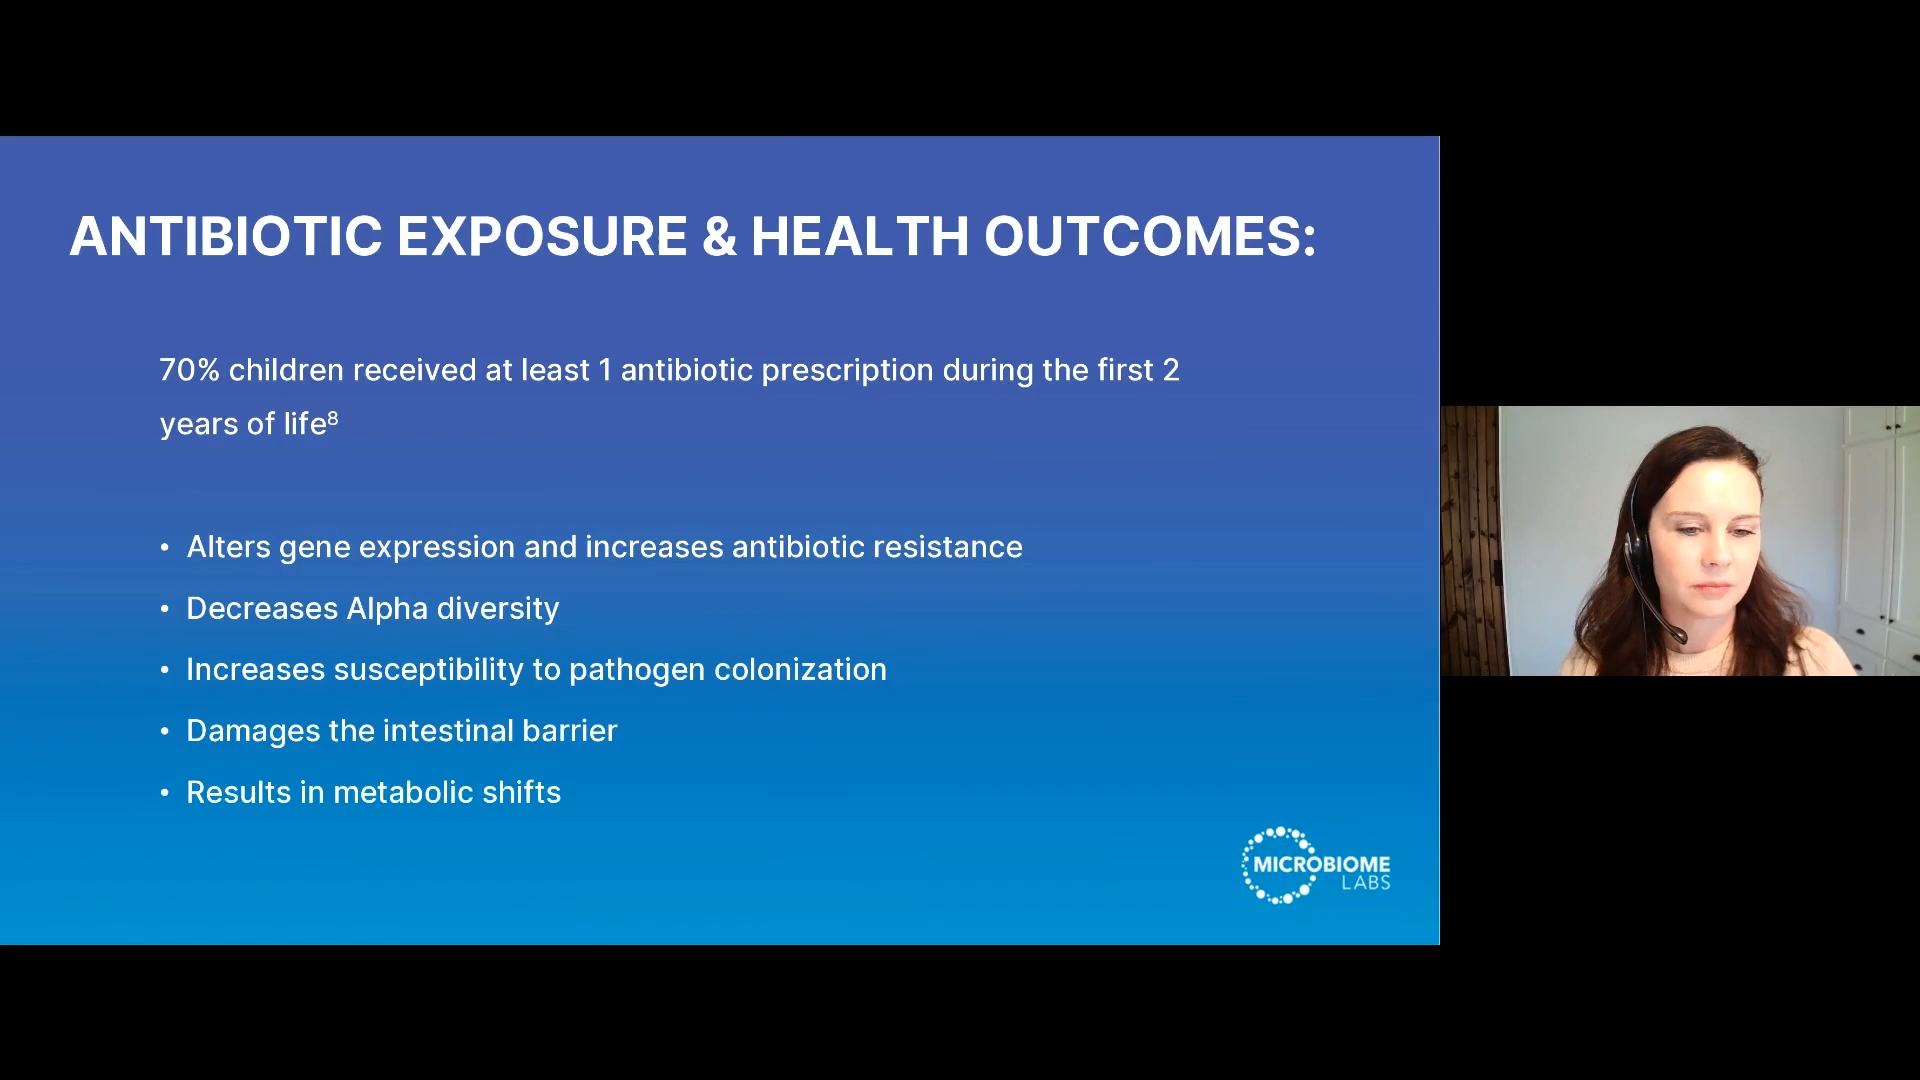 ANTIBIOTIC EXPOSURE & HEALTH OUTCOMES:
70% children received at least 1 antibiotic prescription during the first 2
years of life⁸
• Alters gene expression and increases antibiotic resistance
• Decreases Alpha diversity
• Increases susceptibility to pathogen colonization
• Damages the intestinal barrier
• Results in metabolic shifts
MICROBIOME
LABS